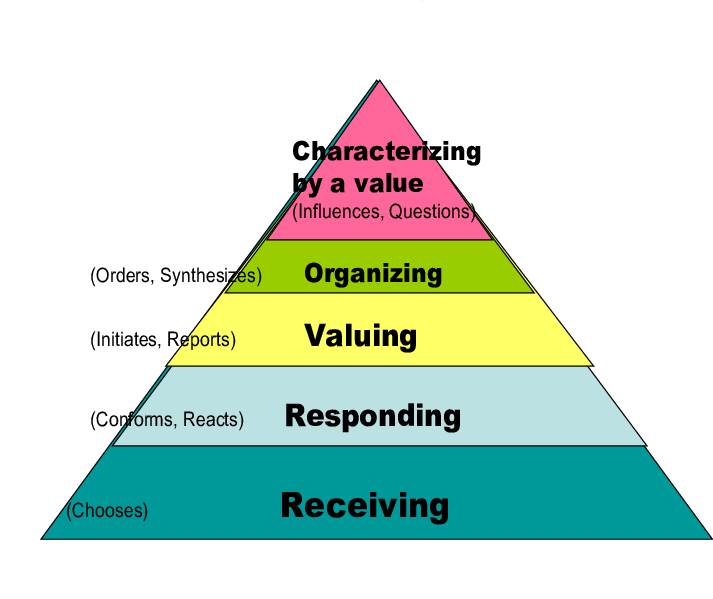 Characterizing
by a value
(Influences, Questions)
(Orders, Synthesizes) Organizing
(Initiates, Reports) Valuing
(Conforms, Reacts) Responding
(Chooses) Receiving